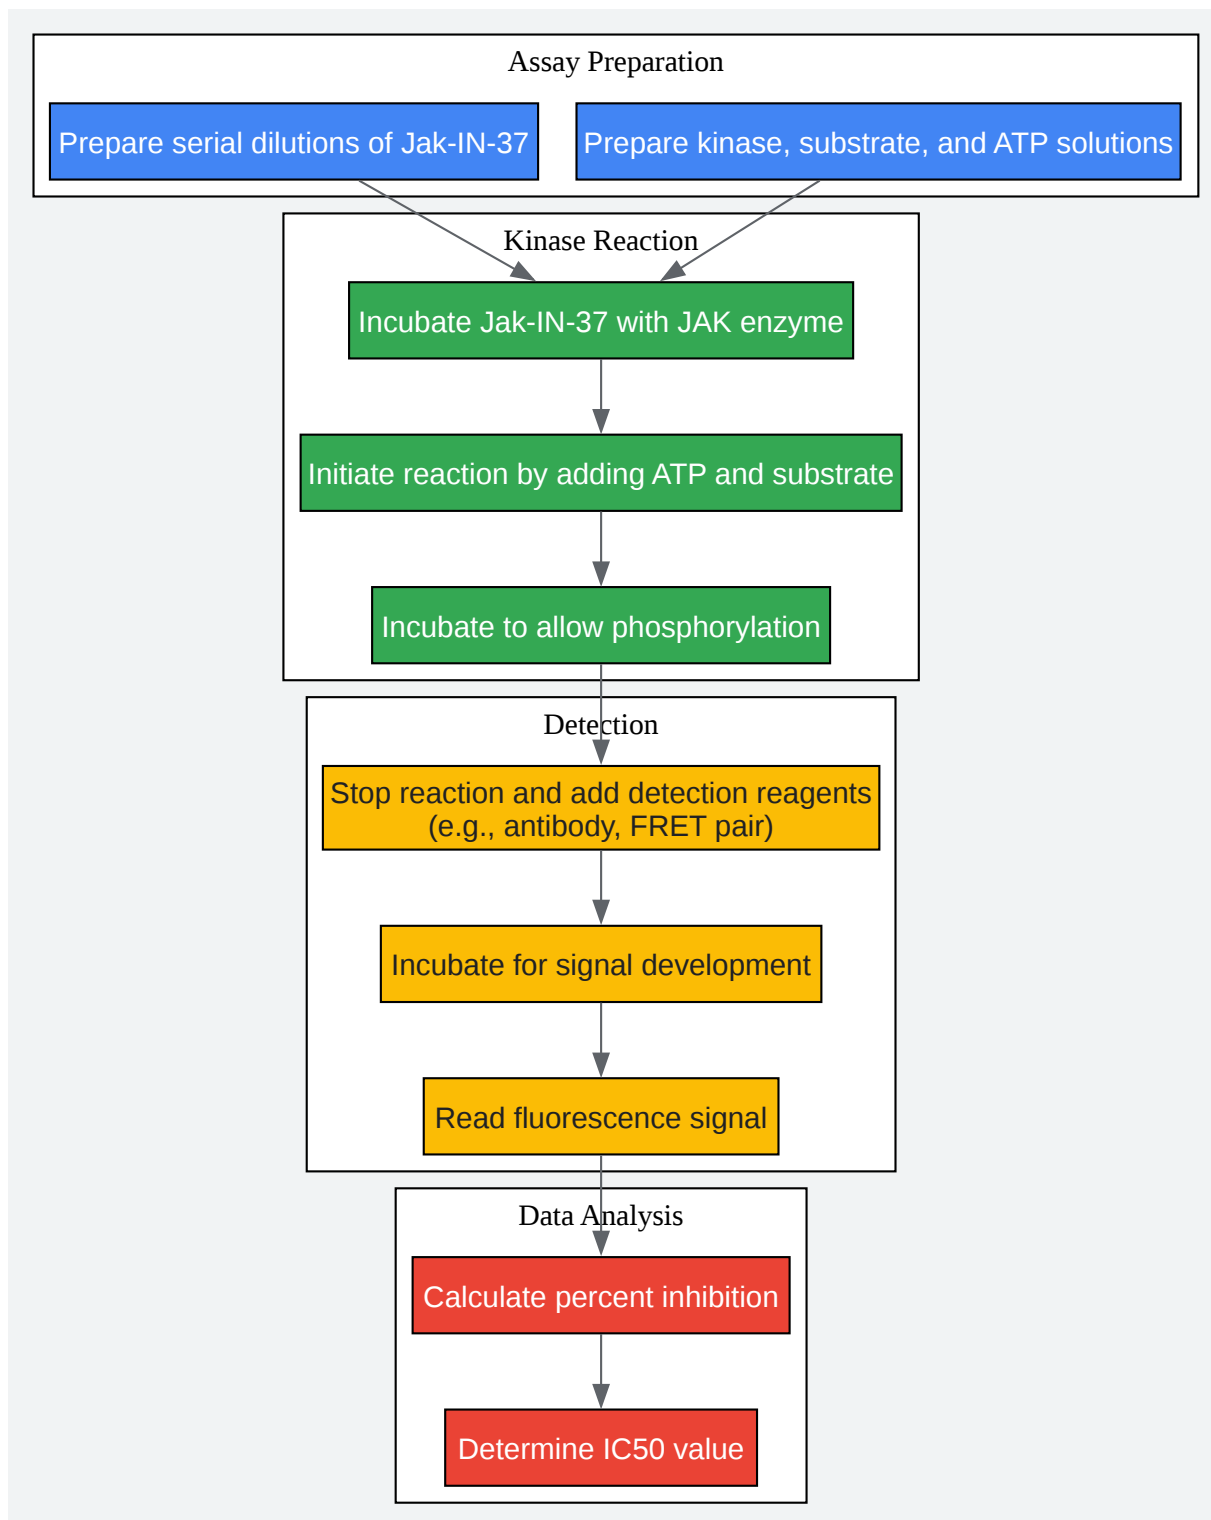 Assay Preparation
Prepare serial dilutions of Jak-IN-37
Prepare kinase, substrate, and ATP solutions
Kinase Reaction
Incubate Jak-IN-37 with JAK enzyme
Initiate reaction by adding ATP and substrate
Incubate to allow phosphorylation
Detection
Stop reaction and add detection reagents
(e.g., antibody, FRET pair)
Incubate for signal development
Read fluorescence signal
Data Analysis
Calculate percent inhibition
Determine IC50 value